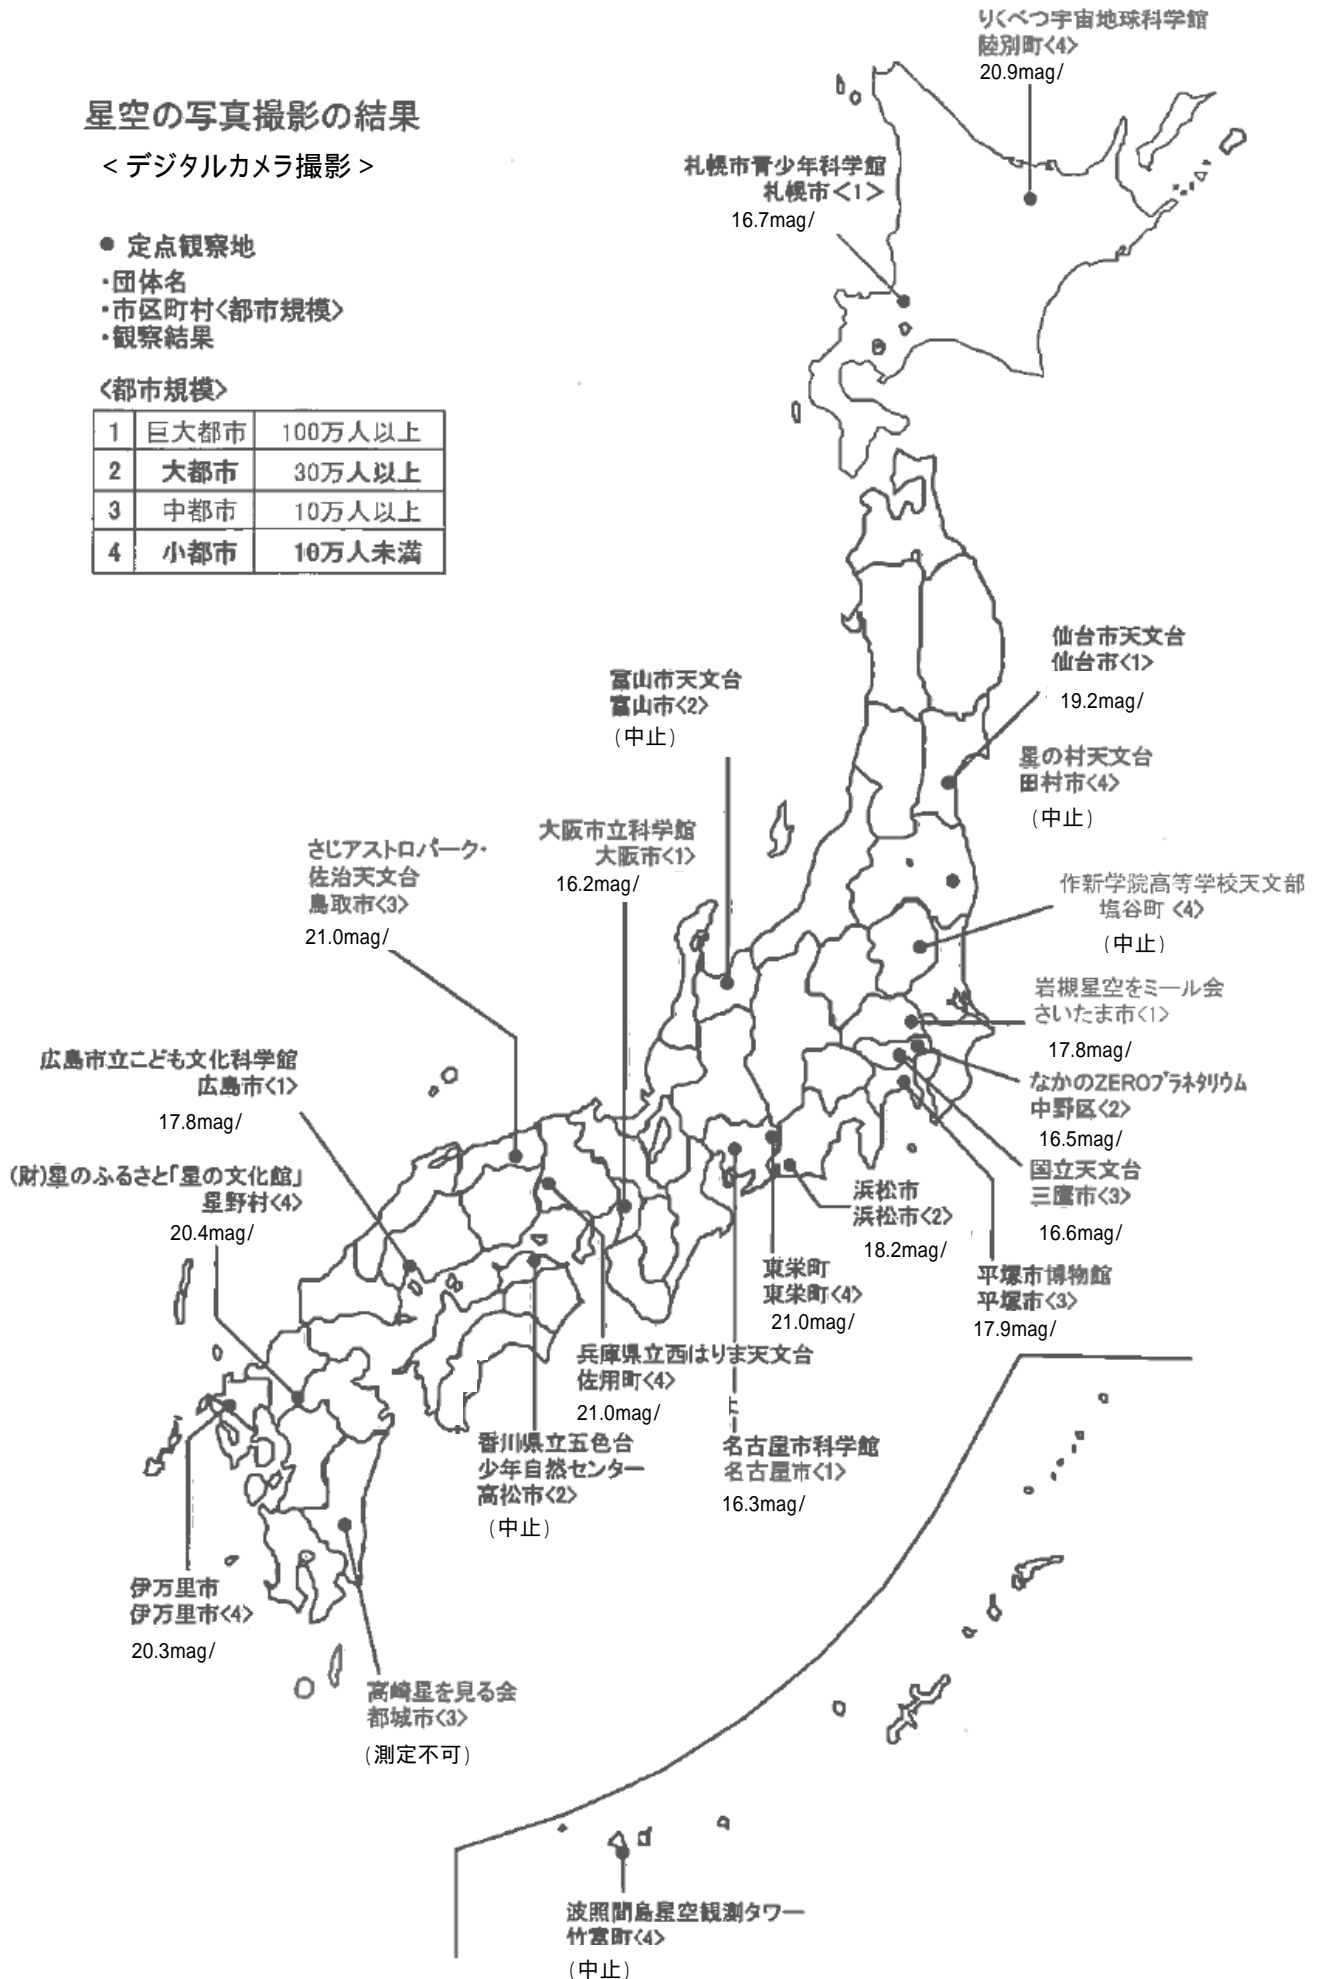 星空の写真撮影の結果
<デジタルカメラ撮影>
● 定点観察地
・団体名
・市区町村<都市規模>
・観察結果
<都市規模>
1 巨大都市 100万人以上
2 大都市 30万人以上
3 中都市 10万人以上
4 小都市 10万人未満
りくべつ宇宙地球科学館
陸別町<4>
20.9mag/
札幌市青少年科学館
札幌市<1>
16.7mag/
仙台市天文台
仙台市<1>
19.2mag/
富山市天文台
富山市<2>
(中止)
星の村天文台
田村市<4>
(中止)
大阪市立科学館
大阪市<1>
16.2mag/
さじアストロパーク・
佐治天文台
鳥取市<3>
21.0mag/
作新学院高等学校天文部
塩谷町 <4>
(中止)
岩槻星空をミール会
さいたま市<1>
17.8mag/
広島市立こども文化科学館
広島市<1>
17.8mag/
なかのZEROプラネタリウム
中野区<2>
16.5mag/
(財)星のふるさと「星の文化館」
星野村<4>
20.4mag/
国立天文台
三鷹市<3>
16.6mag/
浜松市
浜松市<2>
18.2mag/
東栄町
東栄町<4>
21.0mag/
平塚市博物館
平塚市<3>
17.9mag/
兵庫県立西はりま天文台
佐用町<4>
21.0mag/
香川県立五色台
少年自然センター
高松市<2>
(中止)
名古屋市科学館
名古屋市<1>
16.3mag/
伊万里市
伊万里市<4>
20.3mag/
高崎星を見る会
都城市<3>
(測定不可)
波照間島星空観測タワー
竹富町<4>
(中止)